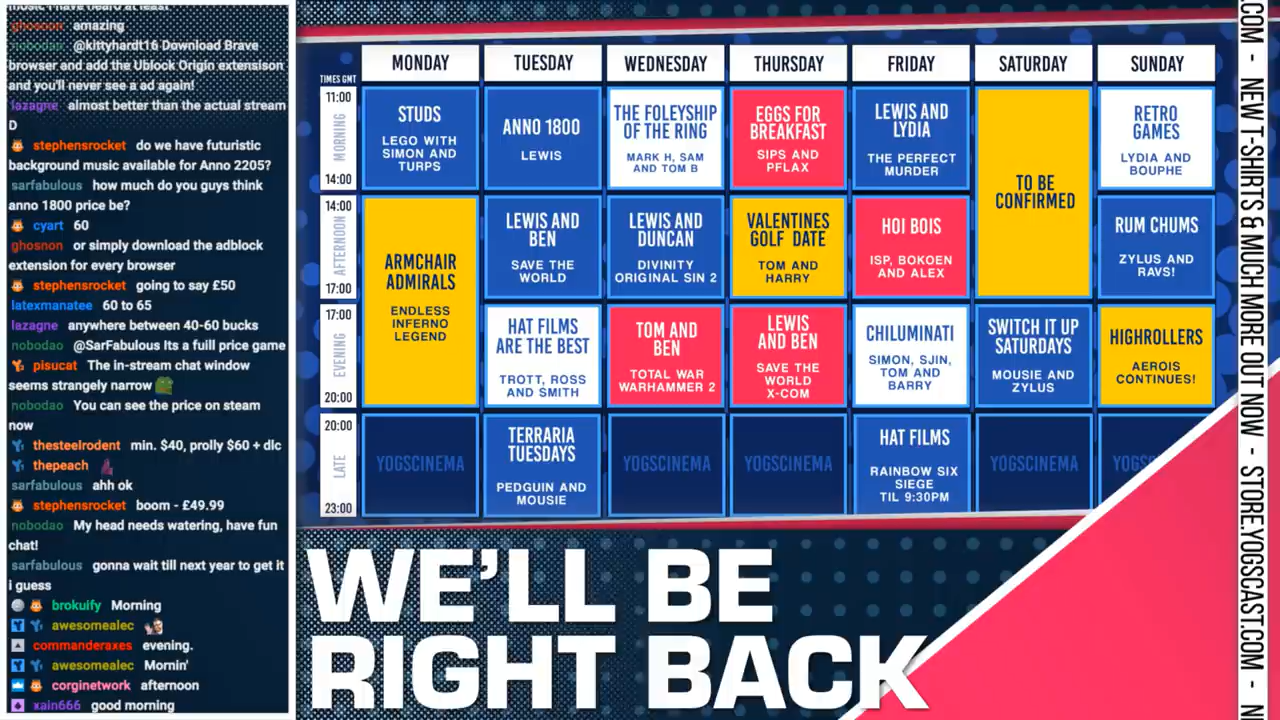 music I have heard at least
ghosnon amazing
nobodao @kittyhardt16 Download Brave
browser and add the Ublock Origin extensison
and you'll never see a ad again!
lazagne almost better than the actual stream
D
stephensrocket do we have futuristic
background music available for Anno 2205?
sarfabulous how much do you guys think
anno 1800 price be?
cyart 60
ghosnon or simply download the adblock
extension for every browser
stephensrocket going to say £50
latexmanatee 60 to 65
lazagne anywhere between 40-60 bucks
nobodao @SarFabulous Its a fulll price game
pisucat The in-stream chat window
seems strangely narrow
nobodao You can see the price on steam
now
thesteelrodent min. $40, prolly $60 + dlc
thepeach
sarfabulous ahh ok
stephensrocket boom - £49.99
nobodao My head needs watering, have fun
chat!
sarfabulous gonna wait till next year to get it
i guess
brokuify Morning
awesomealec
commanderaxes evening.
awesomealec Mornin'
corginetwork afternoon
xain666 good morning
TIMES GMT
MONDAY
TUESDAY
WEDNESDAY
THURSDAY
FRIDAY
SATURDAY
SUNDAY
11:00
MORNING
14:00
STUDS
LEGO WITH
SIMON AND
TURPS
ANNO 1800
LEWIS
THE FOLEYSHIP
OF THE RING
MARK H, SAM
AND TOM B
EGGS FOR
BREAKFAST
SIPS AND
PFLAX
LEWIS AND
LYDIA
THE PERFECT
MURDER
TO BE
CONFIRMED
RETRO
GAMES
LYDIA AND
BOUPHE
14:00
AFTERNOON
17:00
ARMCHAIR
ADMIRALS
ENDLESS
INFERNO
LEGEND
LEWIS AND
BEN
SAVE THE
WORLD
LEWIS AND
DUNCAN
DIVINITY
ORIGINAL SIN 2
VALENTINES
GOLF DATE
TOM AND
HARRY
HOI BOIS
ISP, BOKOEN
AND ALEX
RUM CHUMS
ZYLUS AND
RAVS!
17:00
EVENING
20:00
HAT FILMS
ARE THE BEST
TROTT, ROSS
AND SMITH
TOM AND
BEN
TOTAL WAR
WARHAMMER 2
LEWIS
AND BEN
SAVE THE
WORLD
X-COM
CHILUMINATI
SIMON, SJIN,
TOM AND
BARRY
SWITCH IT UP
SATURDAYS
MOUSIE AND
ZYLUS
HIGHROLLERS
AEROIS
CONTINUES!
20:00
LATE
23:00
YOGSCINEMA
TERRARIA
TUESDAYS
PEDGUIN AND
MOUSIE
YOGSCINEMA
YOGSCINEMA
HAT FILMS
RAINBOW SIX
SIEGE
TIL 9:30PM
YOGSCINEMA
YOGSC
WE'LL BE
RIGHT BACK
.COM - NEW T-SHIRTS & MUCH MORE OUT NOW - STORE.YOGSCAST.COM - N